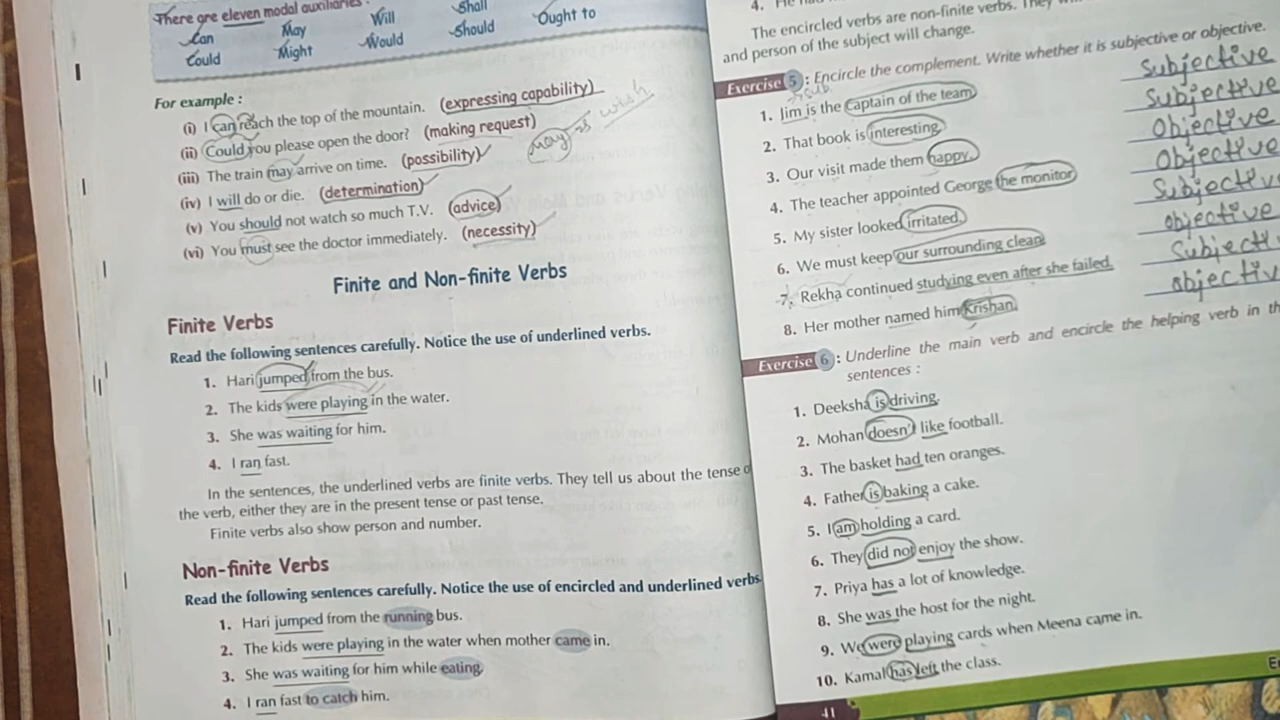 There are eleven modal auxiliaries
Can May Will Shall Ought to
Could Might Would Should
For example :
(i) I can reach the top of the mountain. (expressing capability)
(ii) Could you please open the door? (making request)
(iii) The train may arrive on time. (possibility)
may is wish
(iv) I will do or die. (determination)
(v) You should not watch so much T.V. (advice)
(vi) You must see the doctor immediately. (necessity)
Finite and Non-finite Verbs
Finite Verbs
Read the following sentences carefully. Notice the use of underlined verbs.
1. Hari jumped from the bus.
2. The kids were playing in the water.
3. She was waiting for him.
4. I ran fast.
In the sentences, the underlined verbs are finite verbs. They tell us about the tense
the verb, either they are in the present tense or past tense.
Finite verbs also show person and number.
Non-finite Verbs
Read the following sentences carefully. Notice the use of encircled and underlined verbs
1. Hari jumped from the running bus.
2. The kids were playing in the water when mother came in.
3. She was waiting for him while eating.
4. I ran fast to catch him.
4. He had
The encircled verbs are non-finite verbs. They
and person of the subject will change.
Exercise 5 : Encircle the complement. Write whether it is subjective or objective.
sub
1. Jim is the captain of the team. Subjective
2. That book is interesting. Subjective
3. Our visit made them happy. Objective
4. The teacher appointed George the monitor. Objective
5. My sister looked irritated. Subjective
6. We must keep our surrounding clean. objective
7. Rekha continued studying even after she failed. Subjecti
8. Her mother named him Krishan. objectiv
Exercise 6 : Underline the main verb and encircle the helping verb in th
sentences :
1. Deeksha is driving.
2. Mohan doesn't like football.
3. The basket had ten oranges.
4. Father is baking a cake.
5. I am holding a card.
6. They did not enjoy the show.
7. Priya has a lot of knowledge.
8. She was the host for the night.
9. We were playing cards when Meena came in.
10. Kamal has left the class.
41